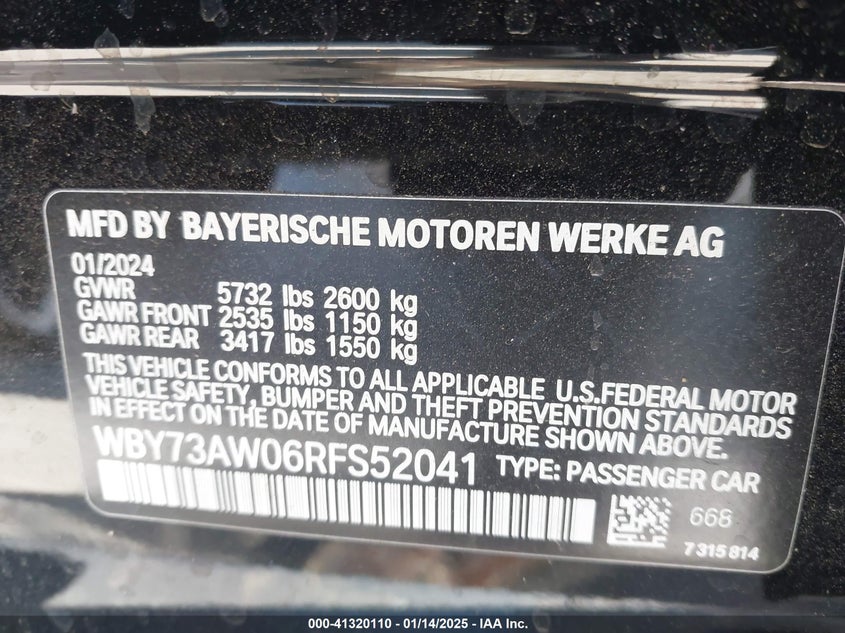 MFD BY BAYERISCHE MOTOREN WERKE AG
01/2024
GVWR 5732 lbs 2600 kg
GAWR FRONT 2535 lbs 1150 kg
GAWR REAR 3417 lbs 1550 kg
THIS VEHICLE CONFORMS TO ALL APPLICABLE U.S.FEDERAL MOTOR
VEHICLE SAFETY, BUMPER AND THEFT PREVENTION STANDARDS
IN EFFECT ON THE DATE OF MANUFACTURE SHOWN ABOVE.
WBY73AW06RFS52041 TYPE: PASSENGER CAR
668
7315814
000-41320110 - 01/14/2025 - IAA Inc.